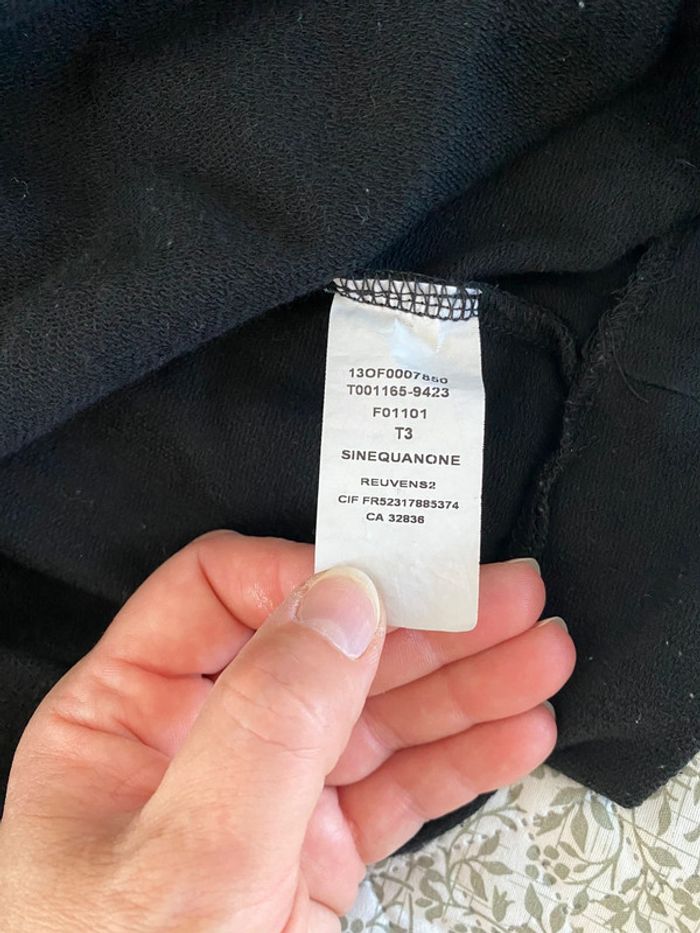 13OF0007850
T001165-9423
F01101
T3
SINEQUANONE
REUVENS2
CIF FR52317885374
CA 32836